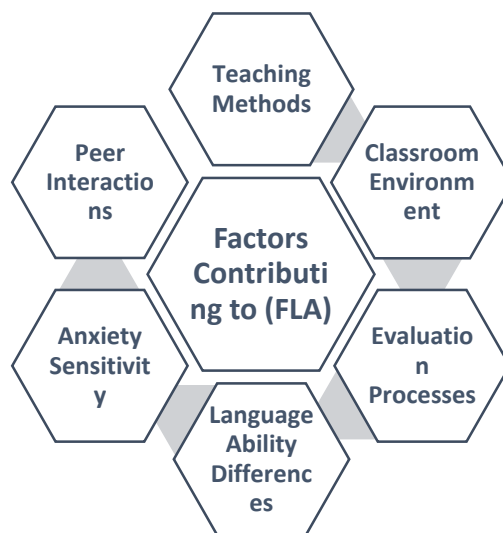 Teaching
Methods
Classroom
Environm
ent
Evaluatio
n
Processes
Language
Ability
Differenc
es
Anxiety
Sensitivit
y
Peer
Interactio
ns
Factors
Contributi
ng to (FLA)